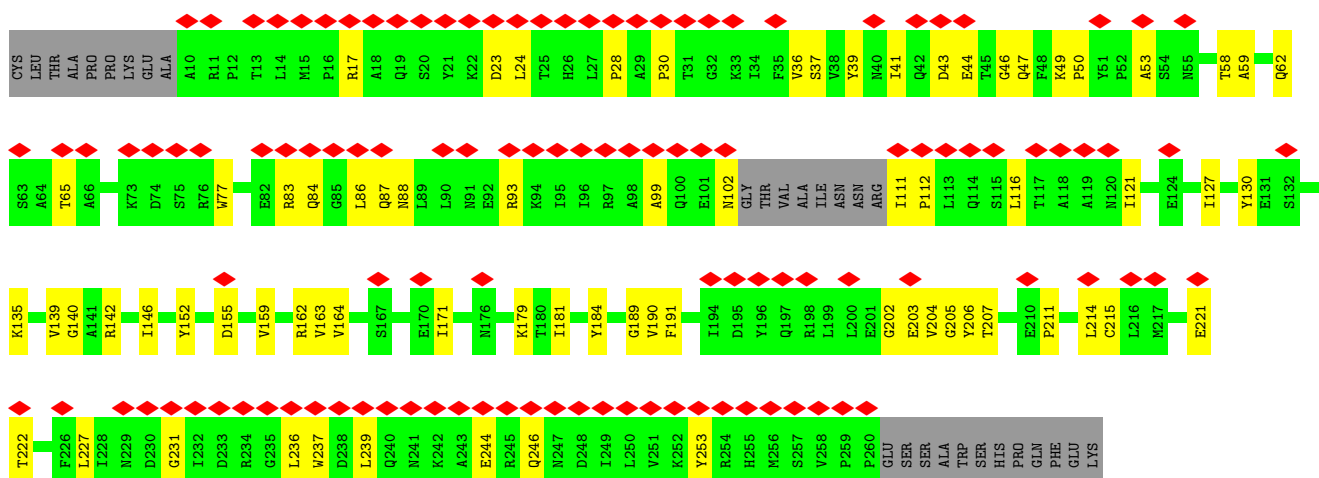 CYS LEU THR ALA PRO PRO LYS GLU ALA A10 R11 P12 T13 L14 M15 P16 R17 A18 Q19 S20 Y21 K22 D23 L24 T25 H26 L27 P28 A29 P30 T31 G32 K33 I34 F35 V36 S37 V38 Y39 N40 I41 Q42 D43 E44 T45 G46 Q47 F48 K49 P50 Y51 P52 A53 S54 N55 T58 A59 Q62
S63 A64 T65 A66 K73 D74 S75 R76 W77 E82 R83 Q84 G85 L86 Q87 N88 L89 L90 N91 E92 R93 K94 I95 I96 R97 A98 A99 Q100 E101 N102 GLY THR VAL ALA ILE ASN ASN ARG I111 P112 L113 Q114 S115 L116 T117 A118 A119 N120 I121 E124 I127 Y130 E131 S132
K135 V139 G140 A141 R142 I146 Y152 D155 V159 R162 V163 V164 S167 E170 I171 N176 K179 T180 I181 Y184 G189 V190 F191 I194 D195 Y196 Q197 R198 L199 L200 E201 G202 E203 V204 G205 Y206 T207 E210 P211 L214 C215 L216 M217 E221
T222 F226 L227 I228 N229 D230 G231 I232 D233 R234 G235 L236 W237 D238 L239 Q240 N241 K242 A243 E244 R245 Q246 N247 D248 I249 L250 V251 K252 Y253 R254 H255 M256 S257 V258 P259 P260 GLU SER SER ALA TRP SER HIS PRO GLN PHE GLU LYS